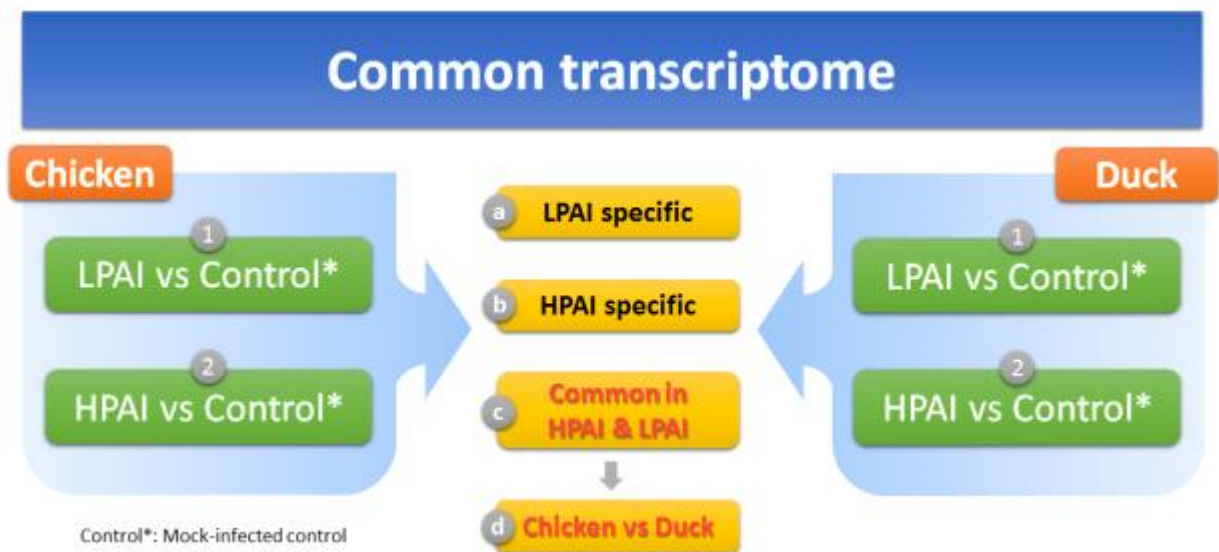 Common transcriptome
Chicken
1
LPAI vs Control*
2
HPAI vs Control*
a
LPAI specific
b
HPAI specific
c
Common in
HPAI & LPAI
d
Chicken vs Duck
Duck
1
LPAI vs Control*
2
HPAI vs Control*
Control*: Mock-infected control